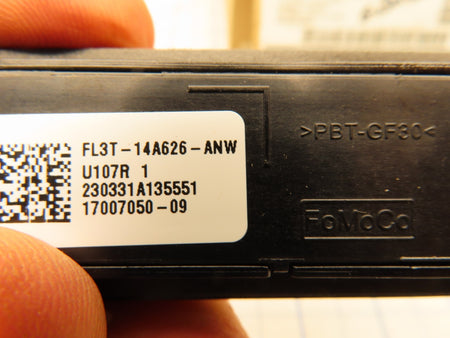 FL3T-14A626-ANW
U107R 1
230331A135551
17007050-09
>PBT-GF30<
FoMoCo